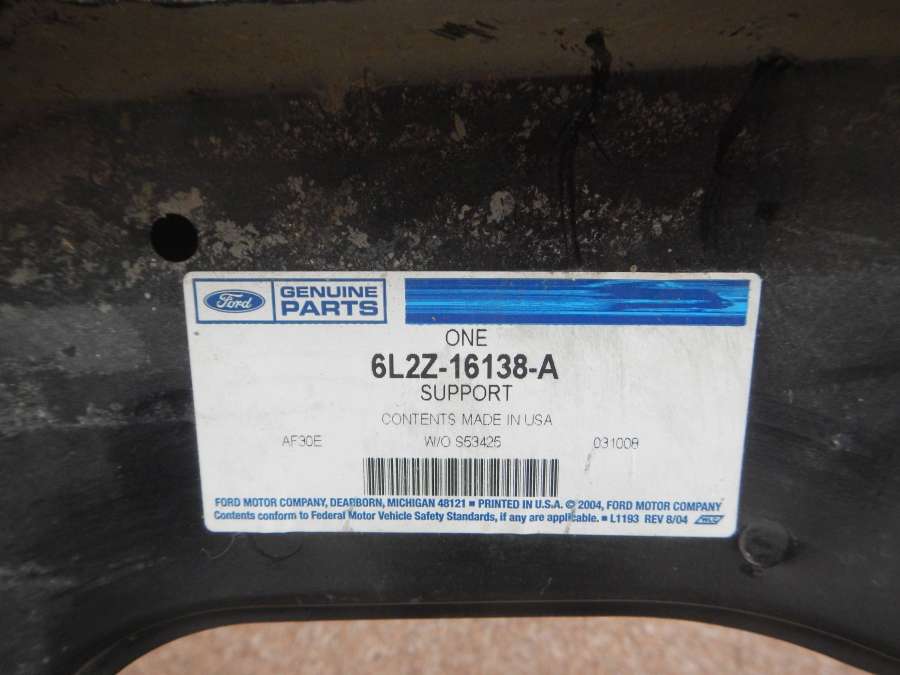 Ford GENUINE PARTS
ONE
6L2Z-16138-A
SUPPORT
CONTENTS MADE IN USA
AF30E W/O S53425 031008
FORD MOTOR COMPANY, DEARBORN, MICHIGAN 48121 ■ PRINTED IN U.S.A. © 2004, FORD MOTOR COMPANY
Contents conform to Federal Motor Vehicle Safety Standards, if any are applicable. ■ L1193 REV 8/04